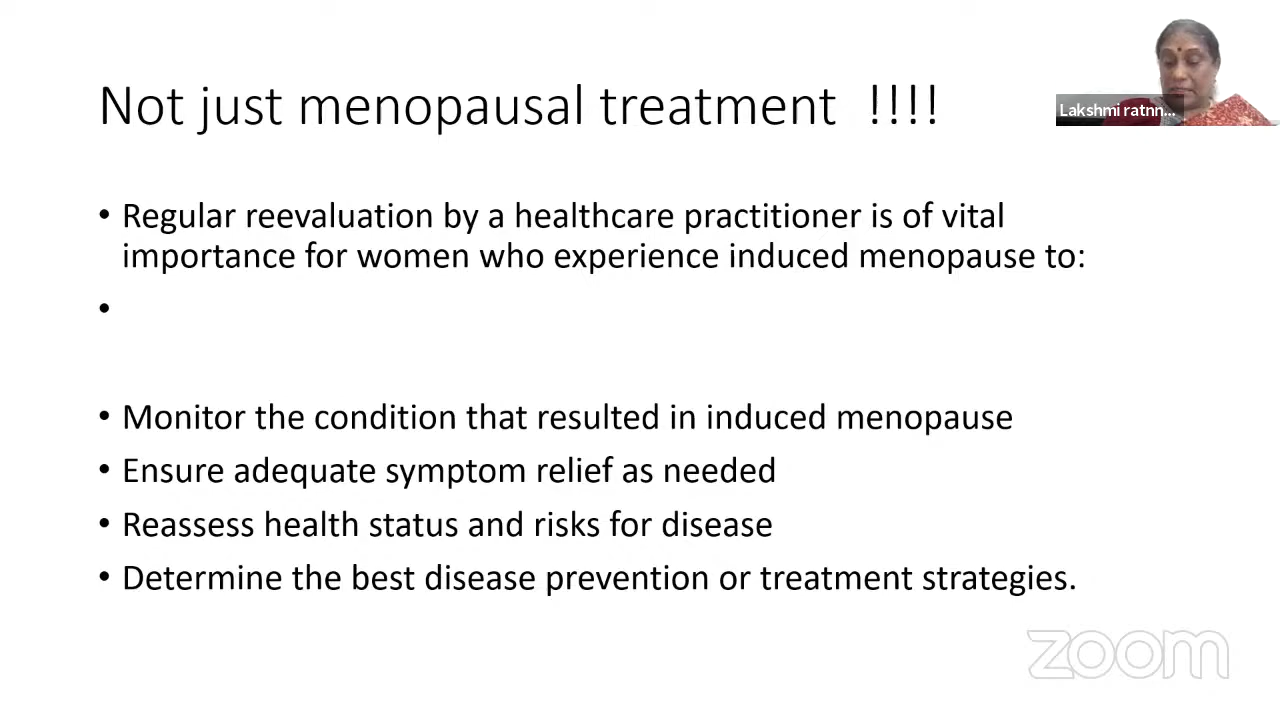 Not just menopausal treatment !!!!
Lakshmi ratnn...
• Regular reevaluation by a healthcare practitioner is of vital
importance for women who experience induced menopause to:
•
• Monitor the condition that resulted in induced menopause
• Ensure adequate symptom relief as needed
• Reassess health status and risks for disease
• Determine the best disease prevention or treatment strategies.
zoom